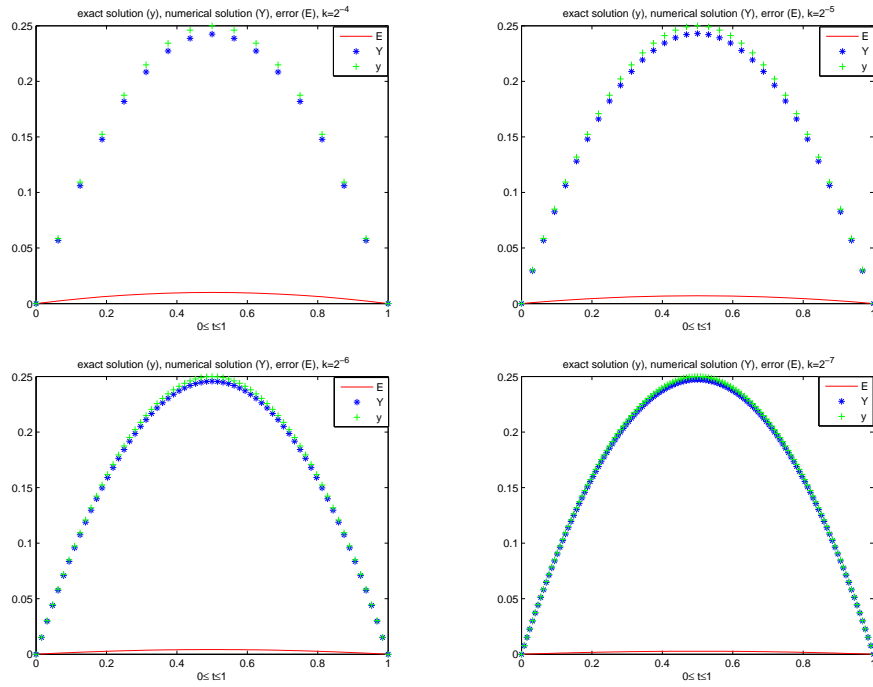 exact solution (y), numerical solution (Y), error (E), k=2⁻⁴
0.25
0.2
0.15
0.1
0.05
0
0 0.2 0.4 0.6 0.8 1
0≤ t≤1
E
Y
y
exact solution (y), numerical solution (Y), error (E), k=2⁻⁵
0.25
0.2
0.15
0.1
0.05
0
0 0.2 0.4 0.6 0.8 1
0≤ t≤1
E
Y
y
exact solution (y), numerical solution (Y), error (E), k=2⁻⁶
0.25
0.2
0.15
0.1
0.05
0
0 0.2 0.4 0.6 0.8 1
0≤ t≤1
E
Y
y
exact solution (y), numerical solution (Y), error (E), k=2⁻⁷
0.25
0.2
0.15
0.1
0.05
0
0 0.2 0.4 0.6 0.8 1
0≤ t≤1
E
Y
y